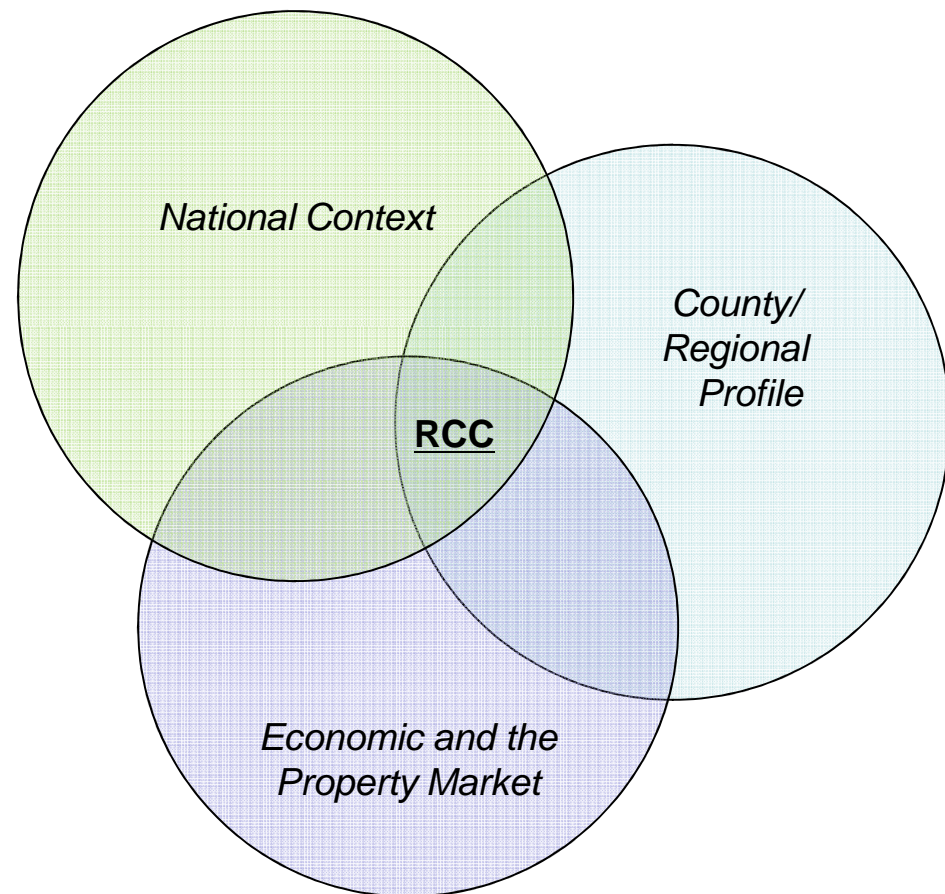 National Context
County/
Regional
Profile
RCC
Economic and the
Property Market